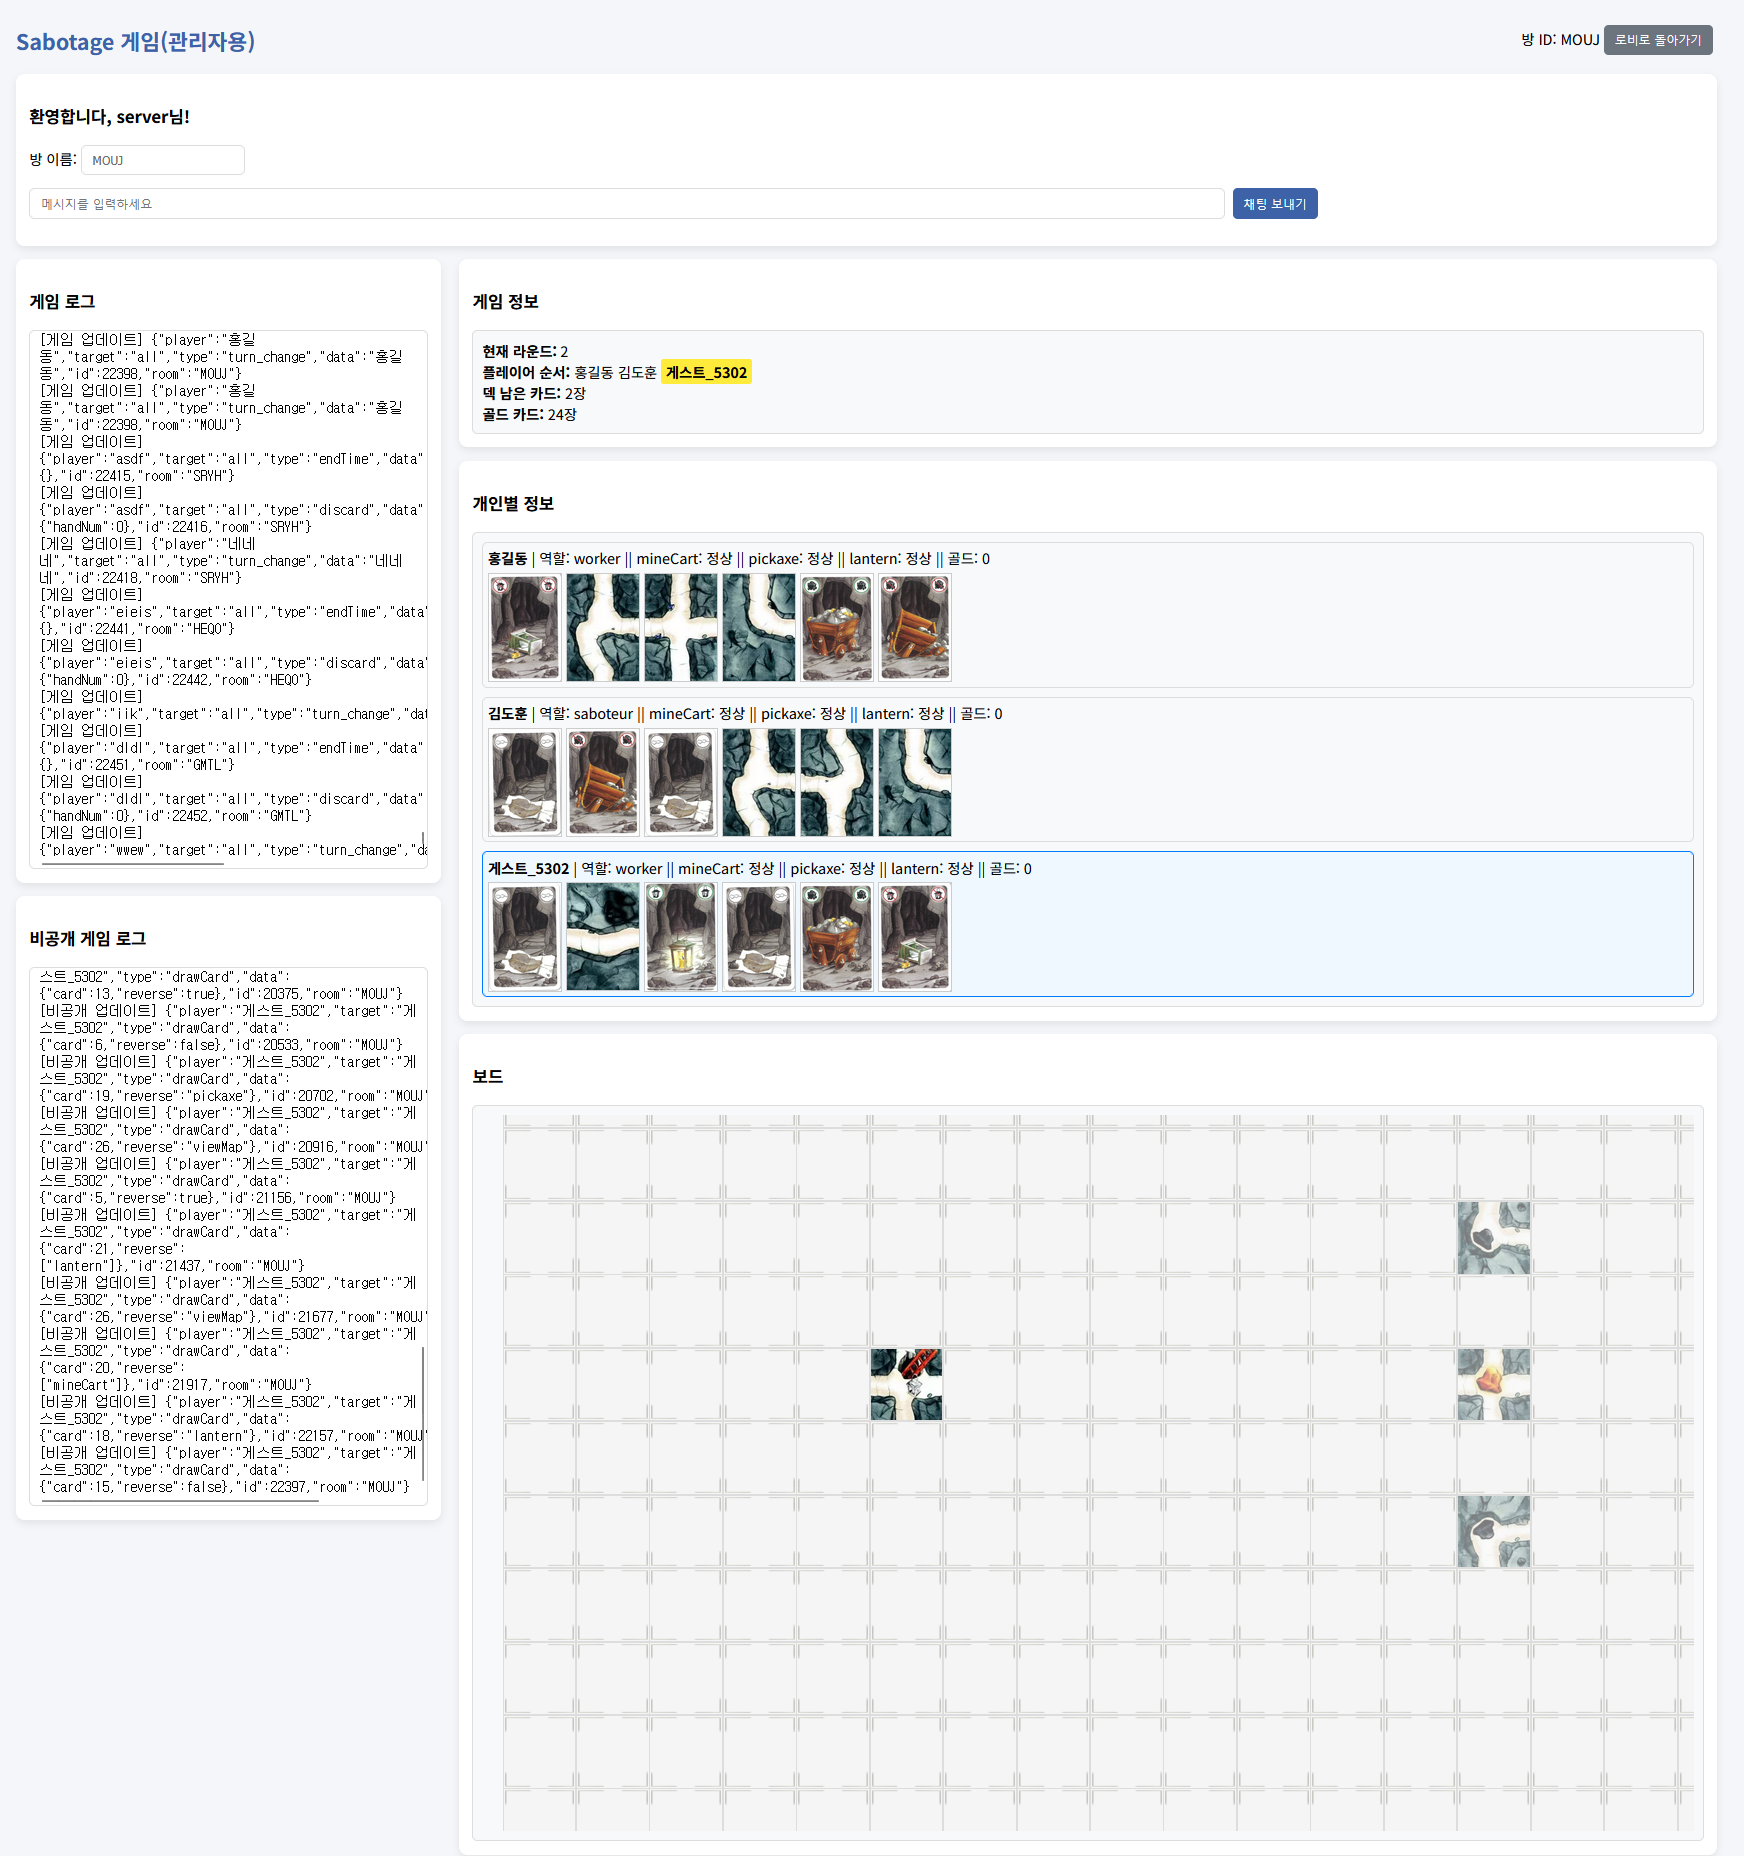 Sabotage 게임(관리자용)
방 ID: MOUJ 로비로 돌아가기
환영합니다, server님!
방 이름: MOUJ
메시지를 입력하세요 채팅 보내기
게임 로그
[게임 업데이트] {"player":"홍길
동","target":"all","type":"turn_change","data":"홍길
동","id":22398,"room":"MOUJ"}
[게임 업데이트] {"player":"홍길
동","target":"all","type":"turn_change","data":"홍길
동","id":22398,"room":"MOUJ"}
[게임 업데이트]
{"player":"asdf","target":"all","type":"endTime","data"
{},"id":22415,"room":"SRYH"}
[게임 업데이트]
{"player":"asdf","target":"all","type":"discard","data"
{"handNum":0},"id":22416,"room":"SRYH"}
[게임 업데이트] {"player":"네네
네","target":"all","type":"turn_change","data":"네네
네","id":22418,"room":"SRYH"}
[게임 업데이트]
{"player":"eieis","target":"all","type":"endTime","data"
{},"id":22441,"room":"HEQO"}
[게임 업데이트]
{"player":"eieis","target":"all","type":"discard","data"
{"handNum":0},"id":22442,"room":"HEQO"}
[게임 업데이트]
{"player":"iik","target":"all","type":"turn_change","dat
[게임 업데이트]
{"player":"dldl","target":"all","type":"endTime","data"
{},"id":22451,"room":"GMTL"}
[게임 업데이트]
{"player":"dldl","target":"all","type":"discard","data"
{"handNum":0},"id":22452,"room":"GMTL"}
[게임 업데이트]
{"player":"wwew","target":"all","type":"turn_change","da
비공개 게임 로그
스트_5302","type":"drawCard","data":
{"card":13,"reverse":true},"id":20375,"room":"MOUJ"}
[비공개 업데이트] {"player":"게스트_5302","target":"게
스트_5302","type":"drawCard","data":
{"card":6,"reverse":false},"id":20533,"room":"MOUJ"}
[비공개 업데이트] {"player":"게스트_5302","target":"게
스트_5302","type":"drawCard","data":
{"card":19,"reverse":"pickaxe"},"id":20702,"room":"MOUJ"
[비공개 업데이트] {"player":"게스트_5302","target":"게
스트_5302","type":"drawCard","data":
{"card":26,"reverse":"viewMap"},"id":20916,"room":"MOUJ"
[비공개 업데이트] {"player":"게스트_5302","target":"게
스트_5302","type":"drawCard","data":
{"card":5,"reverse":true},"id":21156,"room":"MOUJ"}
[비공개 업데이트] {"player":"게스트_5302","target":"게
스트_5302","type":"drawCard","data":
{"card":21,"reverse":
["lantern"]},"id":21437,"room":"MOUJ"}
[비공개 업데이트] {"player":"게스트_5302","target":"게
스트_5302","type":"drawCard","data":
{"card":26,"reverse":"viewMap"},"id":21677,"room":"MOUJ"
[비공개 업데이트] {"player":"게스트_5302","target":"게
스트_5302","type":"drawCard","data":
{"card":20,"reverse":
["mineCart"]},"id":21917,"room":"MOUJ"}
[비공개 업데이트] {"player":"게스트_5302","target":"게
스트_5302","type":"drawCard","data":
{"card":18,"reverse":"lantern"},"id":22157,"room":"MOUJ"
[비공개 업데이트] {"player":"게스트_5302","target":"게
스트_5302","type":"drawCard","data":
{"card":15,"reverse":false},"id":22397,"room":"MOUJ"}
게임 정보
현재 라운드: 2
플레이어 순서: 홍길동 김도훈 게스트_5302
덱 남은 카드: 2장
골드 카드: 24장
개인별 정보
홍길동 | 역할: worker || mineCart: 정상 || pickaxe: 정상 || lantern: 정상 || 골드: 0
김도훈 | 역할: saboteur || mineCart: 정상 || pickaxe: 정상 || lantern: 정상 || 골드: 0
게스트_5302 | 역할: worker || mineCart: 정상 || pickaxe: 정상 || lantern: 정상 || 골드: 0
보드